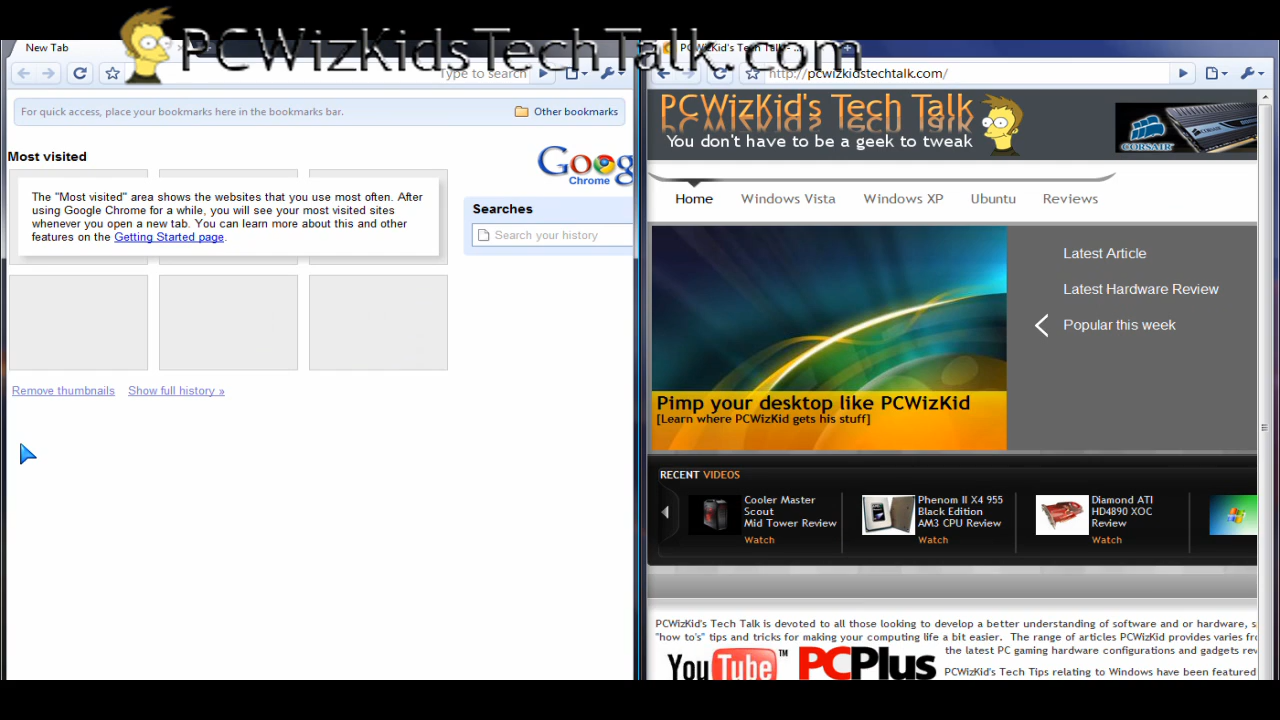 PCWizKidsTechTalk.com
New Tab
Type to search
For quick access, place your bookmarks here in the bookmarks bar.
Other bookmarks
Most visited
The "Most visited" area shows the websites that you use most often. After
using Google Chrome for a while, you will see your most visited sites
whenever you open a new tab. You can learn more about this and other
features on the Getting Started page.
Goog
Chrome
Searches
Search your history
Remove thumbnails
Show full history »
PCWizKid's Tech Talk - ...
http://pcwizkidstechtalk.com/
PCWizKid's Tech Talk
You don't have to be a geek to tweak
CORSAIR
Home
Windows Vista
Windows XP
Ubuntu
Reviews
Latest Article
Latest Hardware Review
Popular this week
Pimp your desktop like PCWizKid
[Learn where PCWizKid gets his stuff]
RECENT VIDEOS
Cooler Master
Scout
Mid Tower Review
Watch
Phenom II X4 955
Black Edition
AM3 CPU Review
Watch
Diamond ATI
HD4890 XOC
Review
Watch
PCWizKid's Tech Talk is devoted to all those looking to develop a better understanding of software and or hardware, s
"how to's" tips and tricks for making your computing life a bit easier. The range of articles PCWizKid provides varies fr
the latest PC gaming hardware configurations and gadgets rev
YouTube™
PCPlus
PCWizKid's Tech Tips relating to Windows have been featured